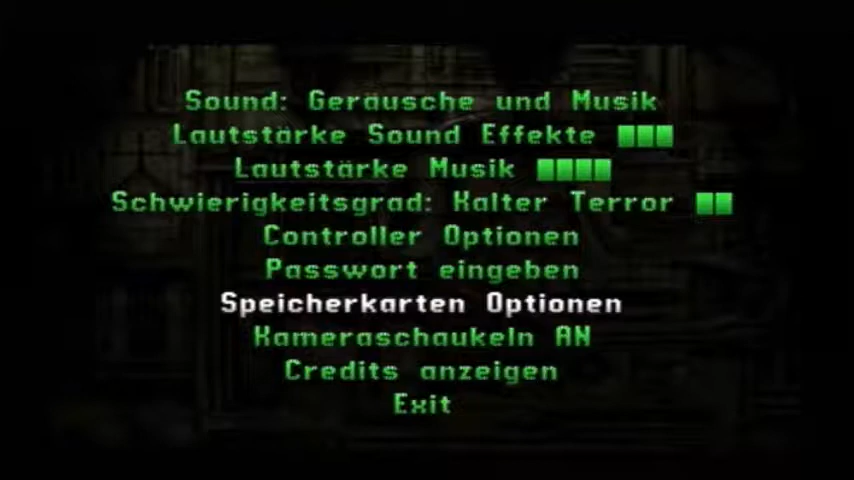 Sound: Geräusche und Musik
Lautstärke Sound Effekte
Lautstärke Musik
Schwierigkeitsgrad: Kalter Terror
Controller Optionen
Passwort eingeben
Speicherkarten Optionen
Kameraschaukeln AN
Credits anzeigen
Exit